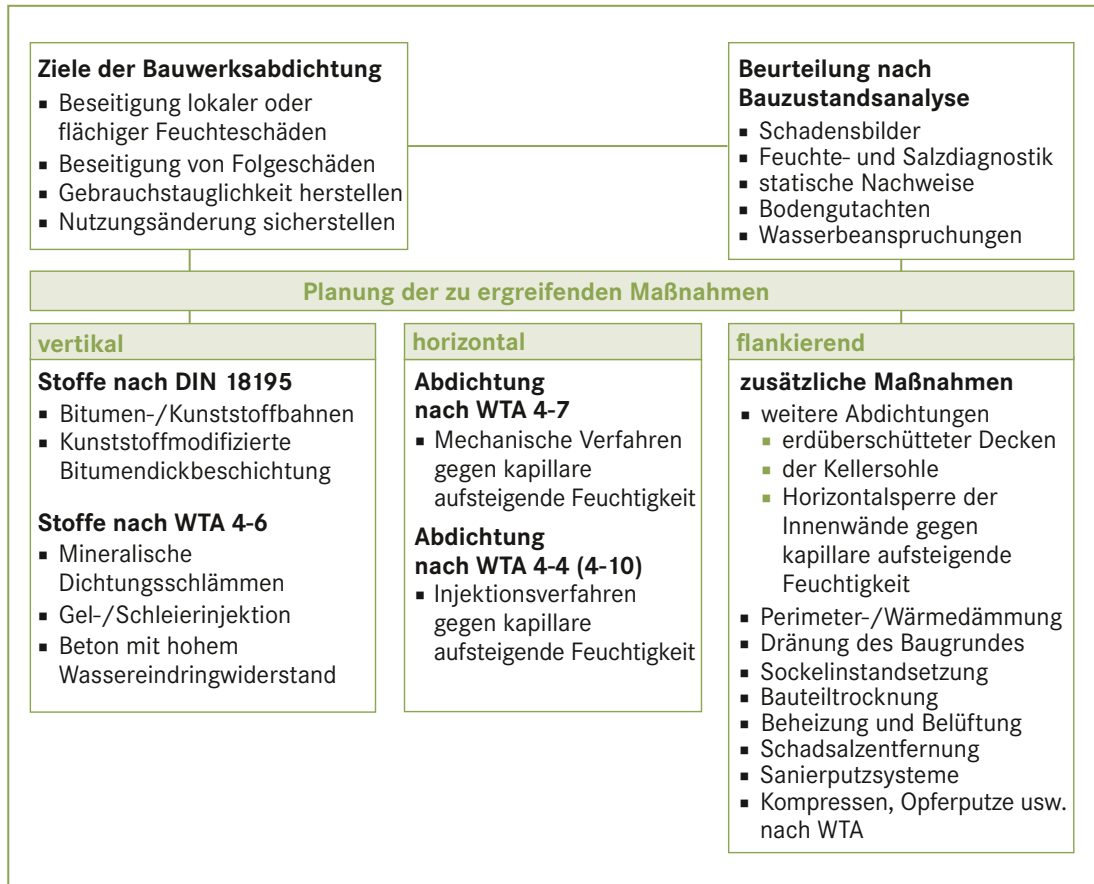 Ziele der Bauwerksabdichtung
▪ Beseitigung lokaler oder
flächiger Feuchteschäden
▪ Beseitigung von Folgeschäden
▪ Gebrauchstauglichkeit herstellen
▪ Nutzungsänderung sicherstellen
Beurteilung nach
Bauzustandsanalyse
▪ Schadensbilder
▪ Feuchte- und Salzdiagnostik
▪ statische Nachweise
▪ Bodengutachten
▪ Wasserbeanspruchungen
Planung der zu ergreifenden Maßnahmen
vertikal
Stoffe nach DIN 18195
▪ Bitumen-/Kunststoffbahnen
▪ Kunststoffmodifizierte
Bitumendickbeschichtung
Stoffe nach WTA 4-6
▪ Mineralische
Dichtungsschlämmen
▪ Gel-/Schleierinjektion
▪ Beton mit hohem
Wassereindringwiderstand
horizontal
Abdichtung
nach WTA 4-7
▪ Mechanische Verfahren
gegen kapillare
aufsteigende Feuchtigkeit
Abdichtung
nach WTA 4-4 (4-10)
▪ Injektionsverfahren
gegen kapillare
aufsteigende Feuchtigkeit
flankierend
zusätzliche Maßnahmen
▪ weitere Abdichtungen
▪ erdüberschütteter Decken
▪ der Kellersohle
▪ Horizontalsperre der
Innenwände gegen
kapillare aufsteigende
Feuchtigkeit
▪ Perimeter-/Wärmedämmung
▪ Dränung des Baugrundes
▪ Sockelinstandsetzung
▪ Bauteiltrocknung
▪ Beheizung und Belüftung
▪ Schadsalzentfernung
▪ Sanierputzsysteme
▪ Kompressen, Opferputze usw.
nach WTA